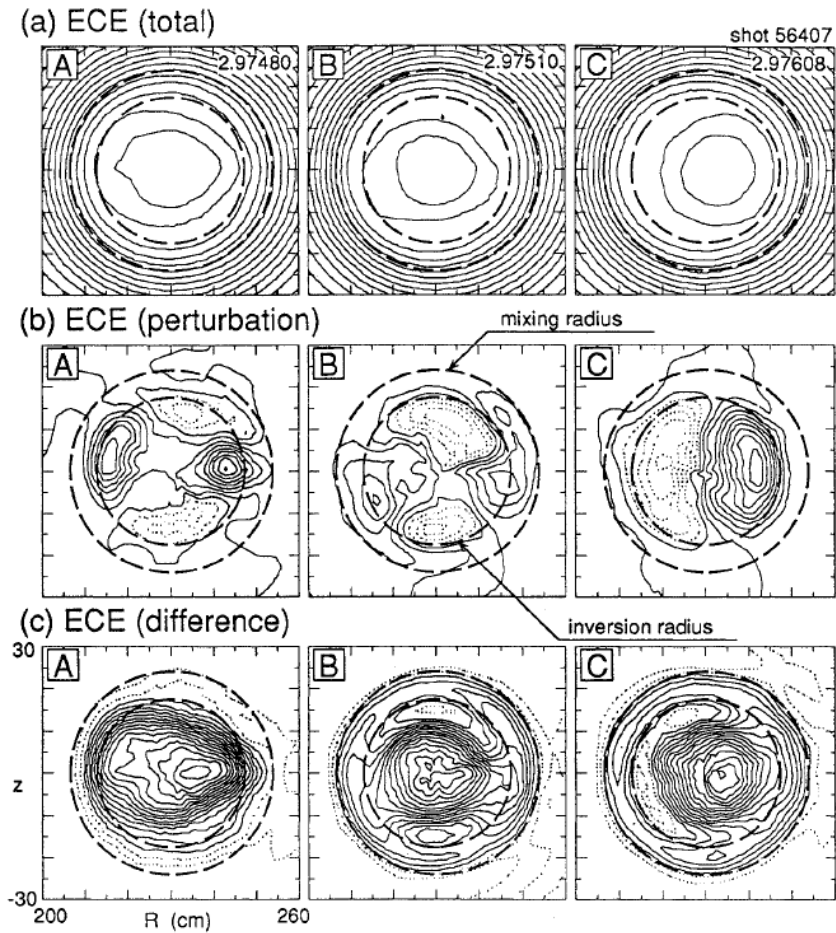 (a) ECE (total)
shot 56407
A 2.97480
B 2.97510
C 2.97608
(b) ECE (perturbation)
mixing radius
A
B
C
(c) ECE (difference)
inversion radius
30
A
B
C
z
-30
200 R (cm) 260